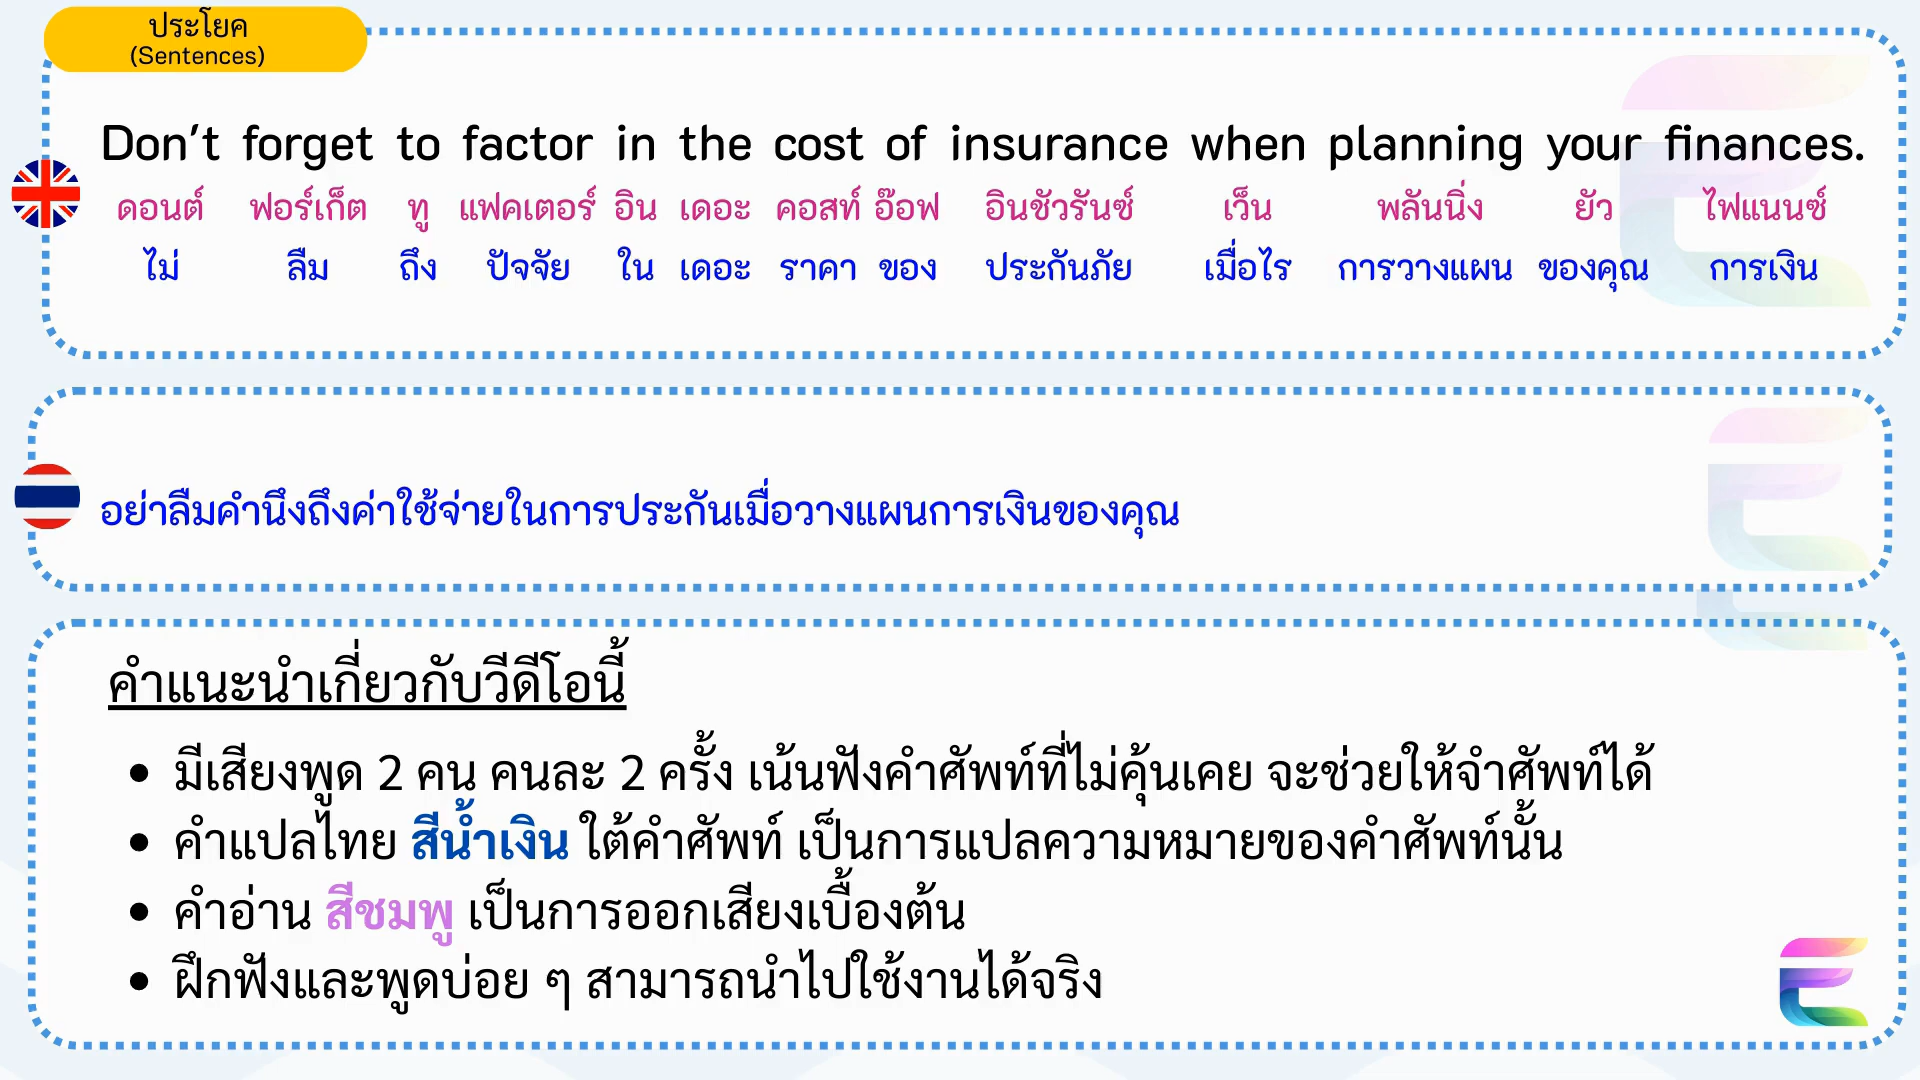 ประโยค
(Sentences)
Don’t forget to factor in the cost of insurance when planning your finances.
ดอนต์ ฟอร์เก็ต ทู แฟคเตอร์ อิน เดอะ คอสท์ อ๊อฟ อินชัวรันซ์ เว็น พลันนิ่ง ยัว ไฟแนนซ์
ไม่ ลืม ถึง ปัจจัย ใน เดอะ ราคา ของ ประกันภัย เมื่อไร การวางแผน ของคุณ การเงิน
อย่าลืมคำนึงถึงค่าใช้จ่ายในการประกันเมื่อวางแผนการเงินของคุณ
คำแนะนำเกี่ยวกับวีดีโอนี้
• มีเสียงพูด 2 คน คนละ 2 ครั้ง เน้นฟังคำศัพท์ที่ไม่คุ้นเคย จะช่วยให้จำศัพท์ได้
• คำแปลไทย สีน้ำเงิน ใต้คำศัพท์ เป็นการแปลความหมายของคำศัพท์นั้น
• คำอ่าน สีชมพู เป็นการออกเสียงเบื้องต้น
• ฝึกฟังและพูดบ่อย ๆ สามารถนำไปใช้งานได้จริง